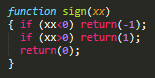 function sign(xx)
{ if (xx<0) return(-1);
if (xx>0) return(1);
return(0);
}